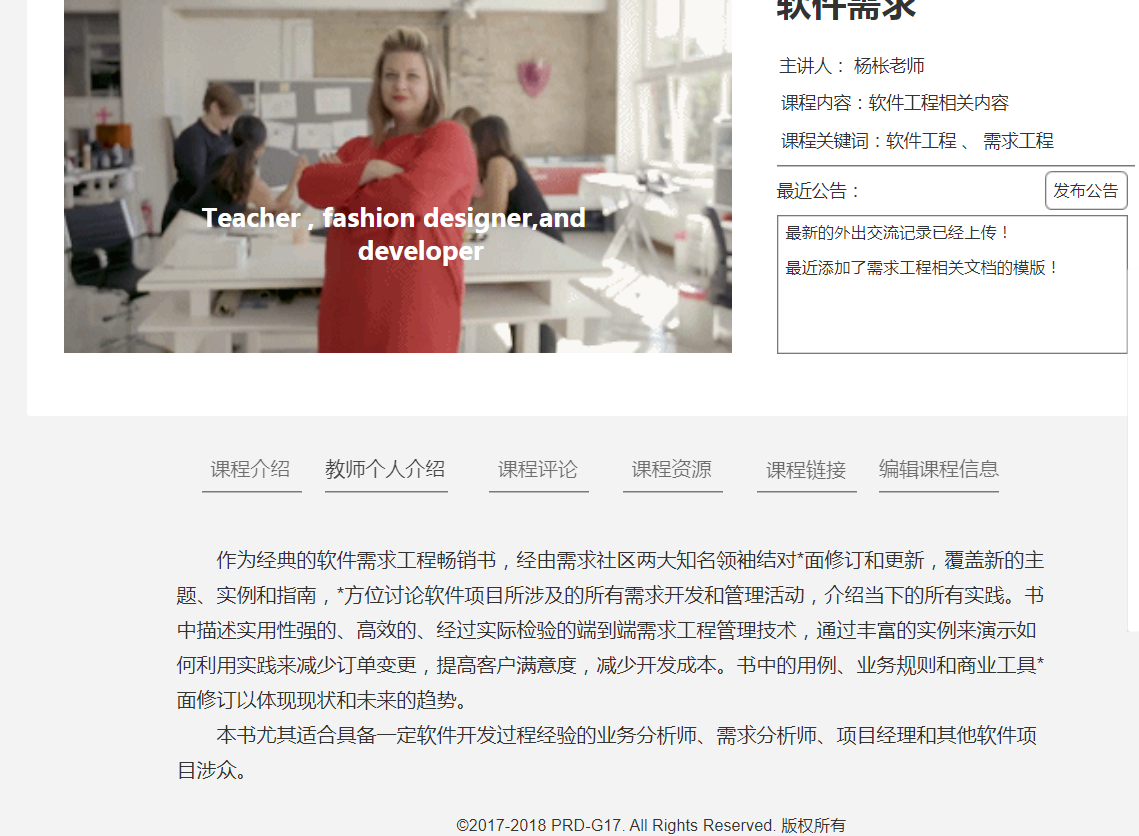 软件需求
主讲人： 杨枨老师
课程内容：软件工程相关内容
课程关键词：软件工程 、 需求工程
最近公告：
发布公告
最新的外出交流记录已经上传！
最近添加了需求工程相关文档的模版！
Teacher , fashion designer,and
developer
课程介绍
教师个人介绍
课程评论
课程资源
课程链接
编辑课程信息
作为经典的软件需求工程畅销书，经由需求社区两大知名领袖结对*面修订和更新，覆盖新的主
题、实例和指南，*方位讨论软件项目所涉及的所有需求开发和管理活动，介绍当下的所有实践。书
中描述实用性强的、高效的、经过实际检验的端到端需求工程管理技术，通过丰富的实例来演示如
何利用实践来减少订单变更，提高客户满意度，减少开发成本。书中的用例、业务规则和商业工具*
面修订以体现现状和未来的趋势。
本书尤其适合具备一定软件开发过程经验的业务分析师、需求分析师、项目经理和其他软件项
目涉众。
©2017-2018 PRD-G17. All Rights Reserved. 版权所有